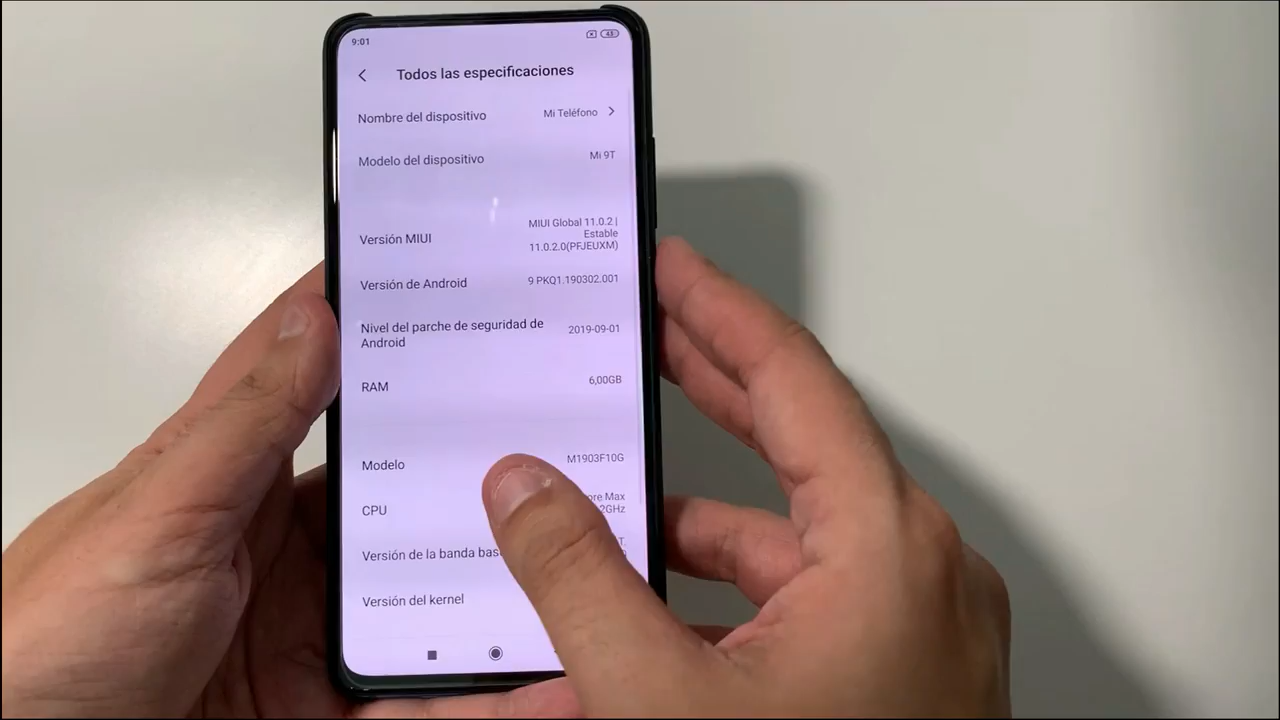 9:01
48
Todos las especificaciones
Nombre del dispositivo
Mi Teléfono
Modelo del dispositivo
Mi 9T
Versión MIUI
MIUI Global 11.0.2 |
Estable
11.0.2.0(PFJEUXM)
Versión de Android
9 PKQ1.190302.001
Nivel del parche de seguridad de
Android
2019-09-01
RAM
6,00GB
Modelo
M1903F10G
CPU
Max
2GHz
Versión de la banda
Versión del kernel